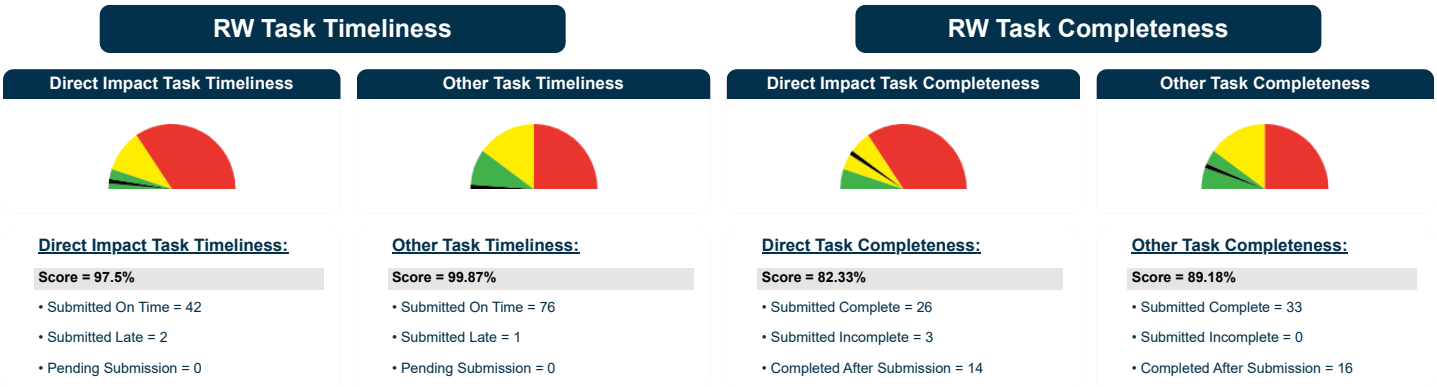 RW Task Timeliness
RW Task Completeness
Direct Impact Task Timeliness
Other Task Timeliness
Direct Impact Task Completeness
Other Task Completeness
Direct Impact Task Timeliness:
Score = 97.5%
• Submitted On Time = 42
• Submitted Late = 2
• Pending Submission = 0
Other Task Timeliness:
Score = 99.87%
• Submitted On Time = 76
• Submitted Late = 1
• Pending Submission = 0
Direct Task Completeness:
Score = 82.33%
• Submitted Complete = 26
• Submitted Incomplete = 3
• Completed After Submission = 14
Other Task Completeness:
Score = 89.18%
• Submitted Complete = 33
• Submitted Incomplete = 0
• Completed After Submission = 16